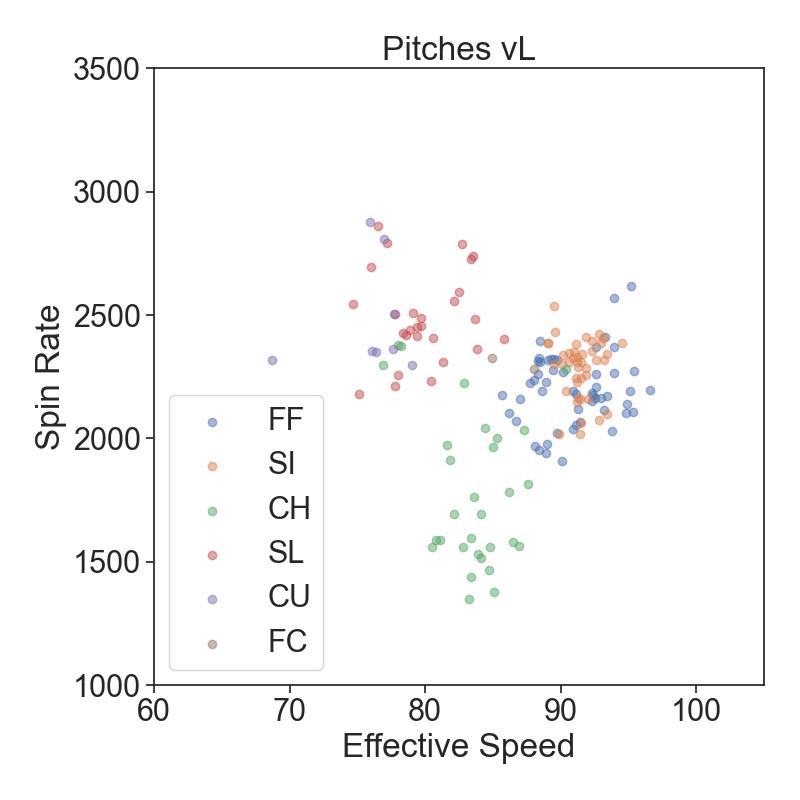 Pitches vL
3500
3000
2500
2000
1500
1000
Spin Rate
FF
SI
CH
SL
CU
FC
60 70 80 90 100
Effective Speed